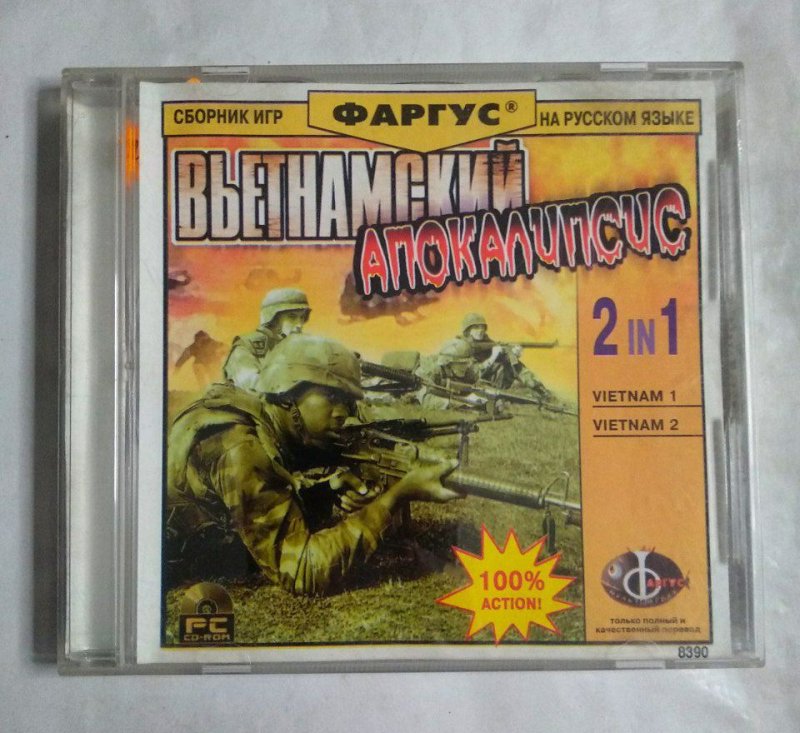 СБОРНИК ИГР
ФАРГУС®
НА РУССКОМ ЯЗЫКЕ
ВЬЕТНАМСКИЙ
АПОКАЛИПСИС
2 IN 1
VIETNAM 1
VIETNAM 2
100%
ACTION!
PC
CD-ROM
ФАРГУС
только полный и
качественный перевод
8390